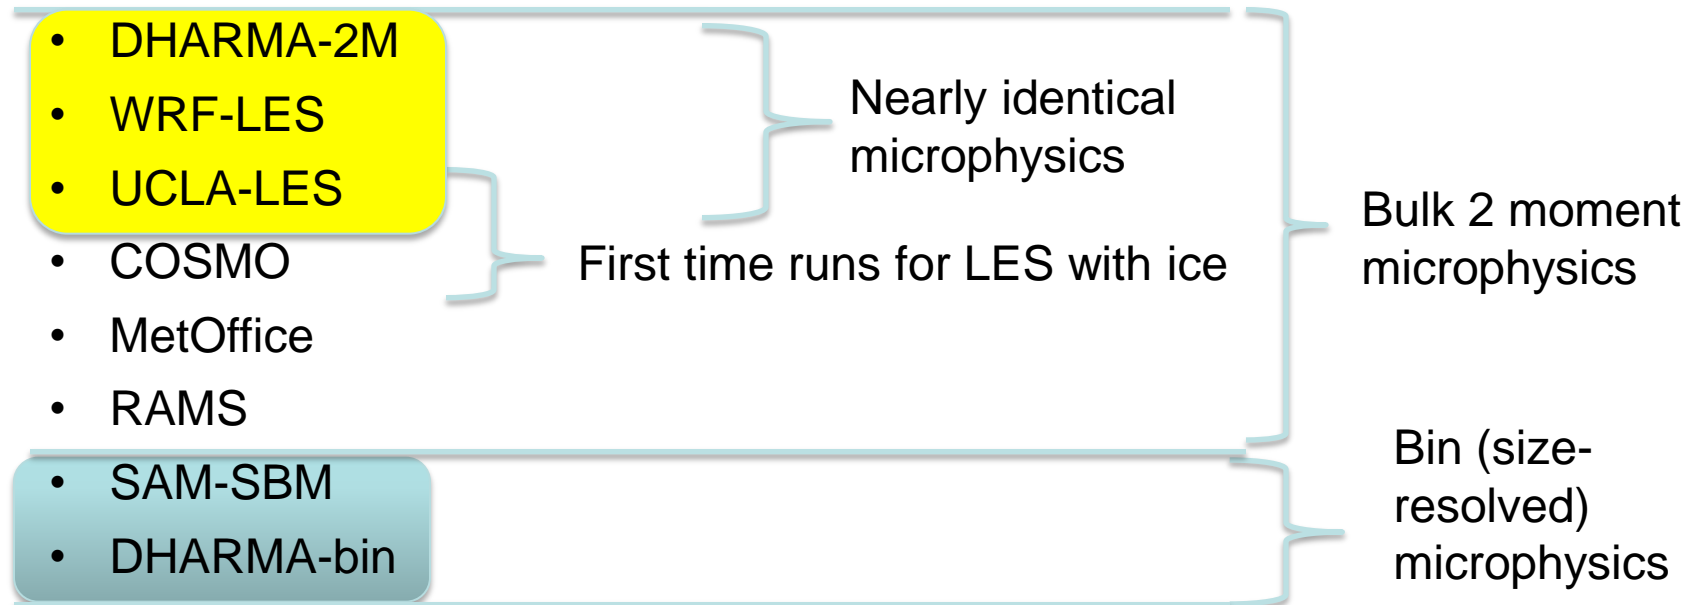 • DHARMA-2M
• WRF-LES
• UCLA-LES
• COSMO
• MetOffice
• RAMS
• SAM-SBM
• DHARMA-bin
Nearly identical
microphysics
First time runs for LES with ice
Bulk 2 moment
microphysics
Bin (size-
resolved)
microphysics